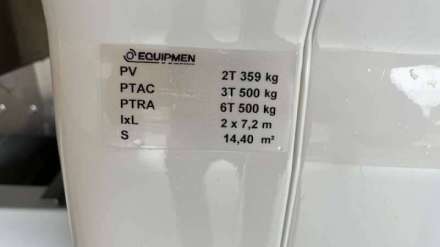 EQUIPMEN
PV 2T 359 kg
PTAC 3T 500 kg
PTRA 6T 500 kg
lxL 2 x 7,2 m
S 14,40 m²